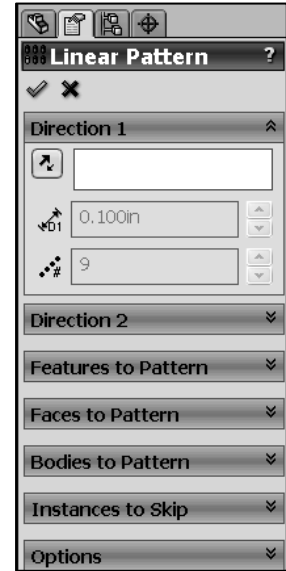 Linear Pattern ?
Direction 1
D1 0.100in
# 9
Direction 2
Features to Pattern
Faces to Pattern
Bodies to Pattern
Instances to Skip
Options